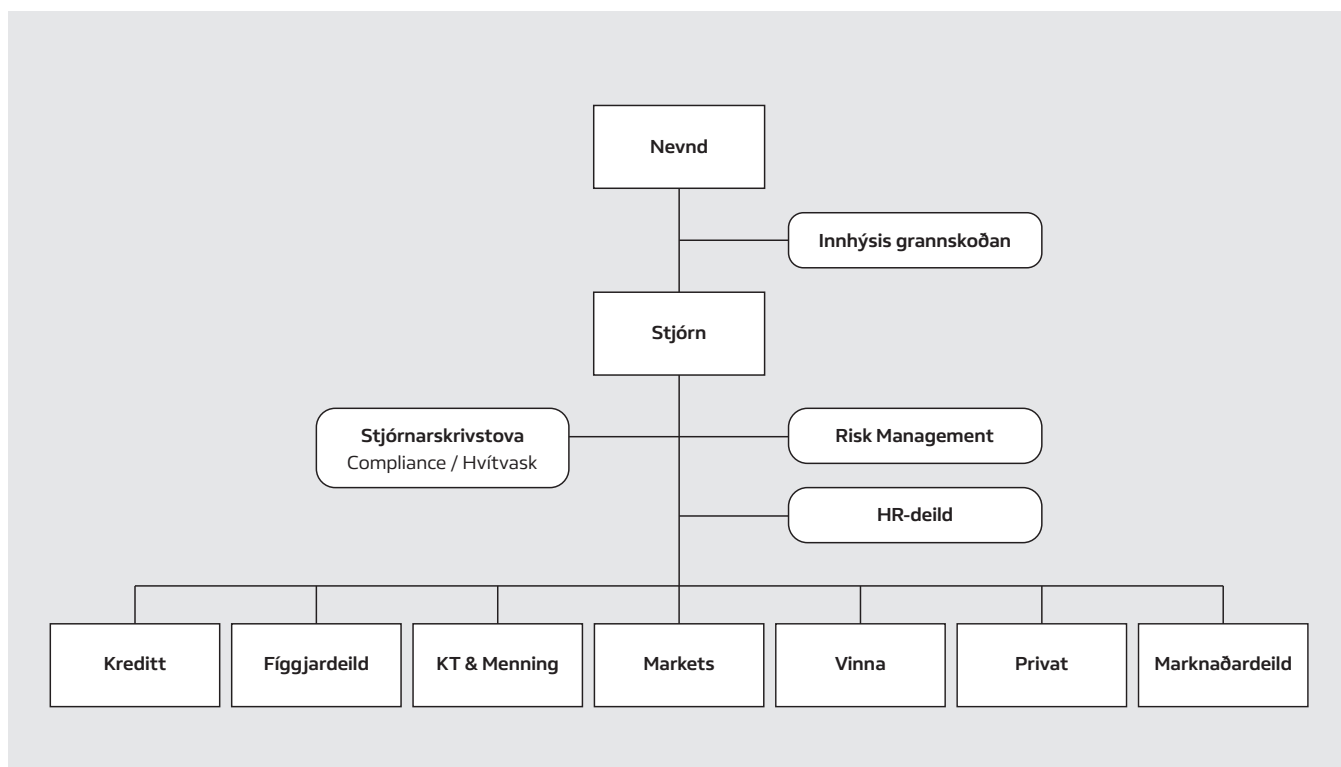 Nevnd
Innhýsis grannskoðan
Stjórn
Stjórnarskrivstova
Compliance / Hvítvask
Risk Management
HR-deild
Kreditt
Fíggjardeild
KT & Menning
Markets
Vinna
Privat
Marknaðardeild